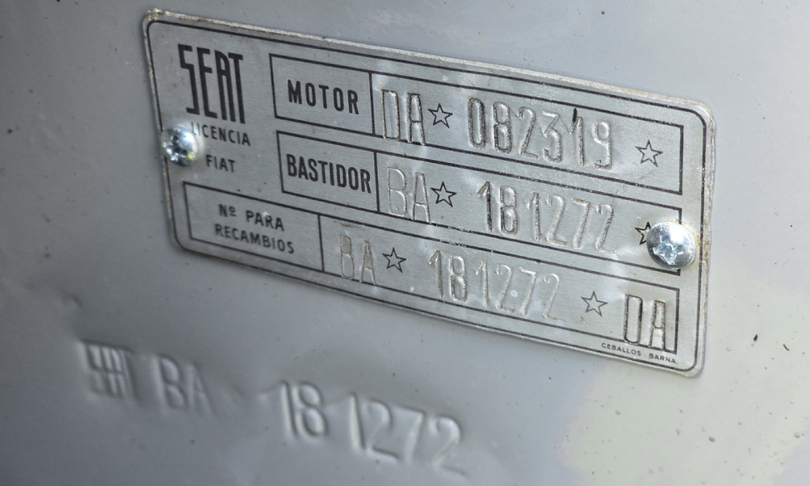 SEAT
LICENCIA
FIAT
MOTOR DA☆ 082319 ☆
BASTIDOR BA☆ 181272 ☆
Nº PARA
RECAMBIOS BA☆ 181272 ☆ DA
CEBALLOS - BARNA
SEAT BA 181272